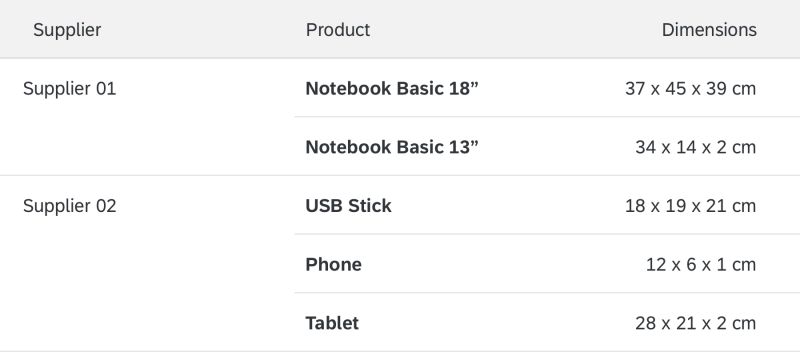 Supplier Product Dimensions
Supplier 01 Notebook Basic 18” 37 x 45 x 39 cm
Notebook Basic 13” 34 x 14 x 2 cm
Supplier 02 USB Stick 18 x 19 x 21 cm
Phone 12 x 6 x 1 cm
Tablet 28 x 21 x 2 cm